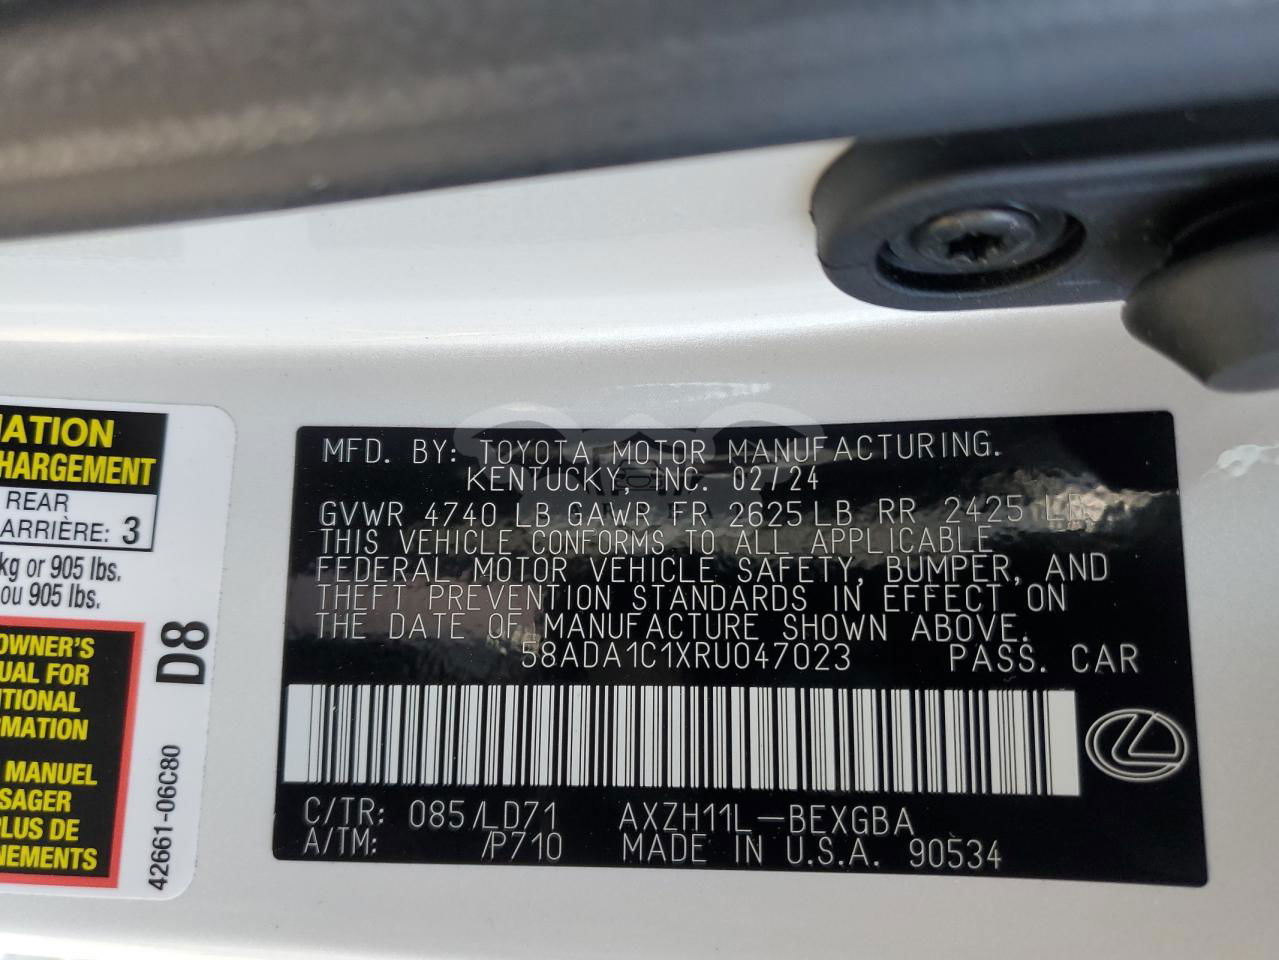 MATION
HARGEMENT
REAR
ARRIÈRE: 3
kg or 905 lbs.
ou 905 lbs.
OWNER'S
UAL FOR
ITIONAL
RMATION
MANUEL
SAGER
PLUS DE
NEMENTS
D8
42661-06C80
MFD. BY: TOYOTA MOTOR MANUFACTURING.
KENTUCKY, INC. 02/24
GVWR 4740 LB GAWR FR 2625 LB RR 2425 LB
THIS VEHICLE CONFORMS TO ALL APPLICABLE
FEDERAL MOTOR VEHICLE SAFETY, BUMPER, AND
THEFT PREVENTION STANDARDS IN EFFECT ON
THE DATE OF MANUFACTURE SHOWN ABOVE.
58ADA1C1XRU047023 PASS. CAR
C/TR: 085/LD71 AXZH11L-BEXGBA
A/TM: /P710 MADE IN U.S.A. 90534